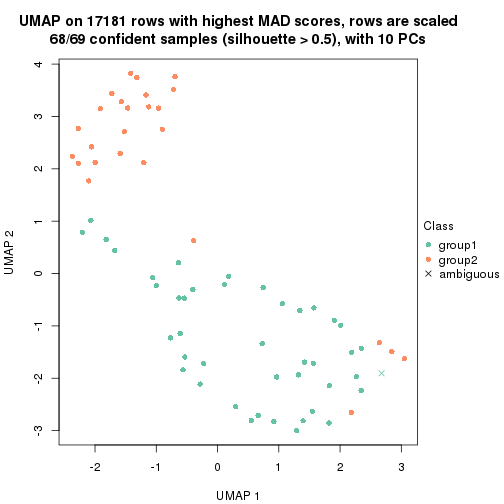 UMAP on 17181 rows with highest MAD scores, rows are scaled
68/69 confident samples (silhouette > 0.5), with 10 PCs
4
3
2
1
0
-1
-2
-3
UMAP 2
-2
-1
0
1
2
3
UMAP 1
Class
group1
group2
ambiguous